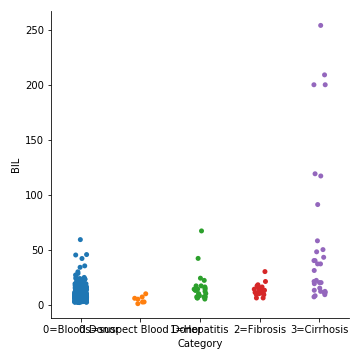 250
200
150
100
50
0
BIL
0=Blood Donor
0=suspect Blood Donor
1=Hepatitis
2=Fibrosis
3=Cirrhosis
Category